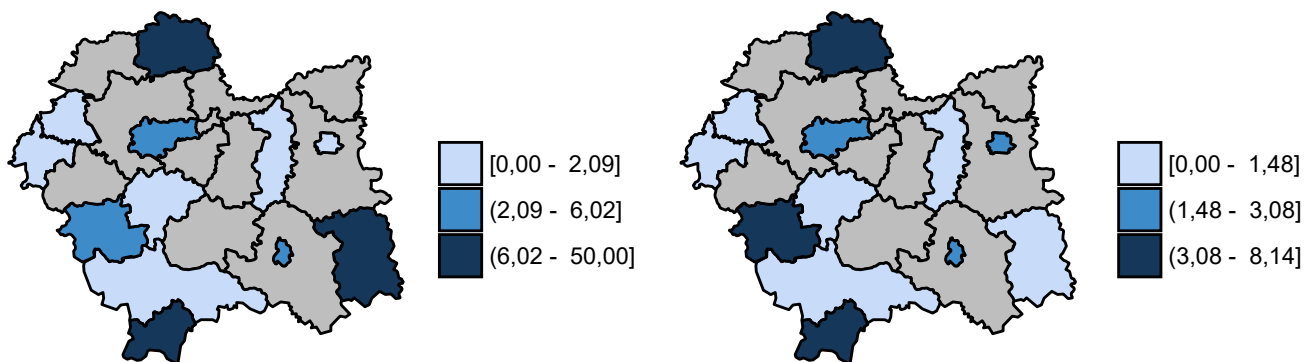 [0,00 - 2,09]
(2,09 - 6,02]
(6,02 - 50,00]
[0,00 - 1,48]
(1,48 - 3,08]
(3,08 - 8,14]